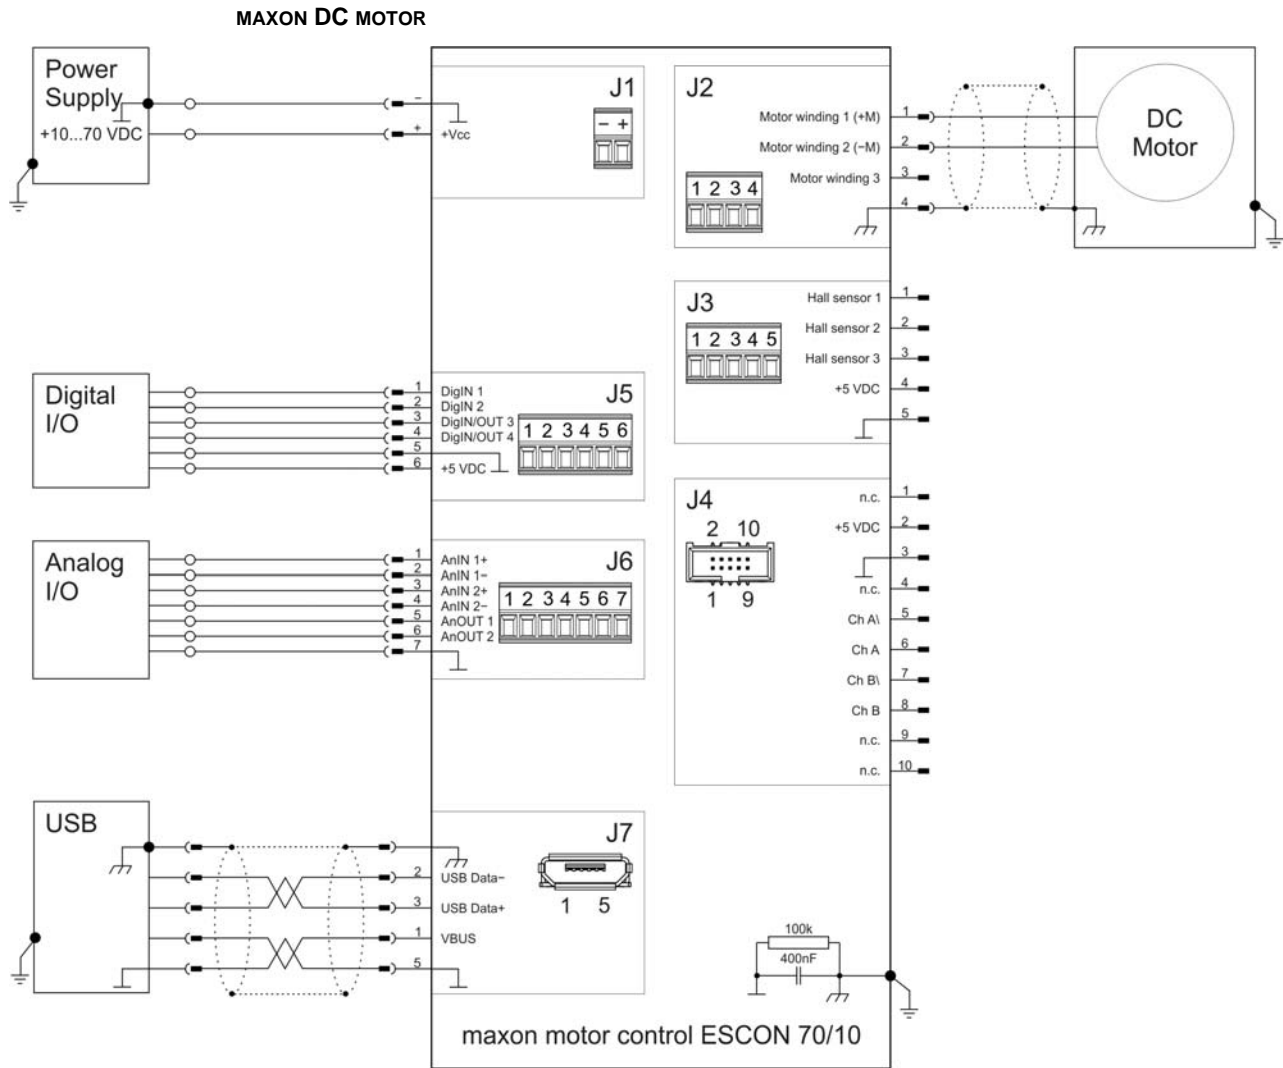 MAXON DC MOTOR
Power
Supply
+10...70 VDC
−
+
+Vcc
J1
− +
J2
Motor winding 1 (+M)
1
Motor winding 2 (−M)
2
Motor winding 3
3
4
1 2 3 4
DC
Motor
J3
Hall sensor 1
1
Hall sensor 2
2
Hall sensor 3
3
+5 VDC
4
5
1 2 3 4 5
Digital
I/O
1
DigIN 1
2
DigIN 2
3
DigIN/OUT 3
4
DigIN/OUT 4
5
6
+5 VDC
J5
1 2 3 4 5 6
J4
2 10
1 9
n.c.
1
+5 VDC
2
3
n.c.
4
Ch A\
5
Ch A
6
Ch B\
7
Ch B
8
n.c.
9
n.c.
10
Analog
I/O
1
AnIN 1+
2
AnIN 1−
3
AnIN 2+
4
AnIN 2−
5
AnOUT 1
6
AnOUT 2
7
J6
1 2 3 4 5 6 7
USB
2
USB Data−
3
USB Data+
1
VBUS
5
J7
1 5
100k
400nF
maxon motor control ESCON 70/10